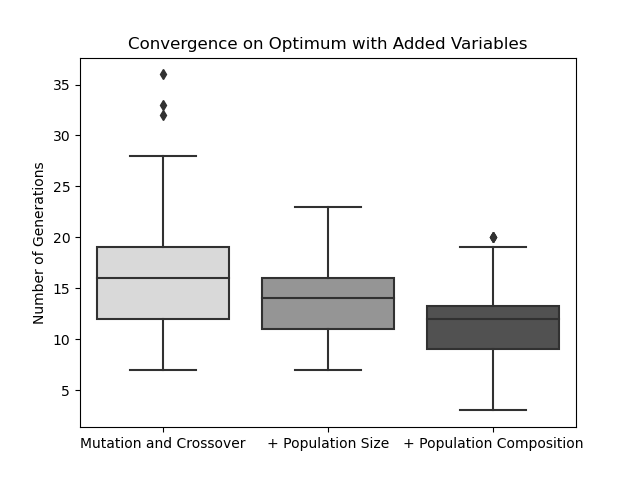 Convergence on Optimum with Added Variables
Number of Generations
35
30
25
20
15
10
5
Mutation and Crossover
+ Population Size
+ Population Composition